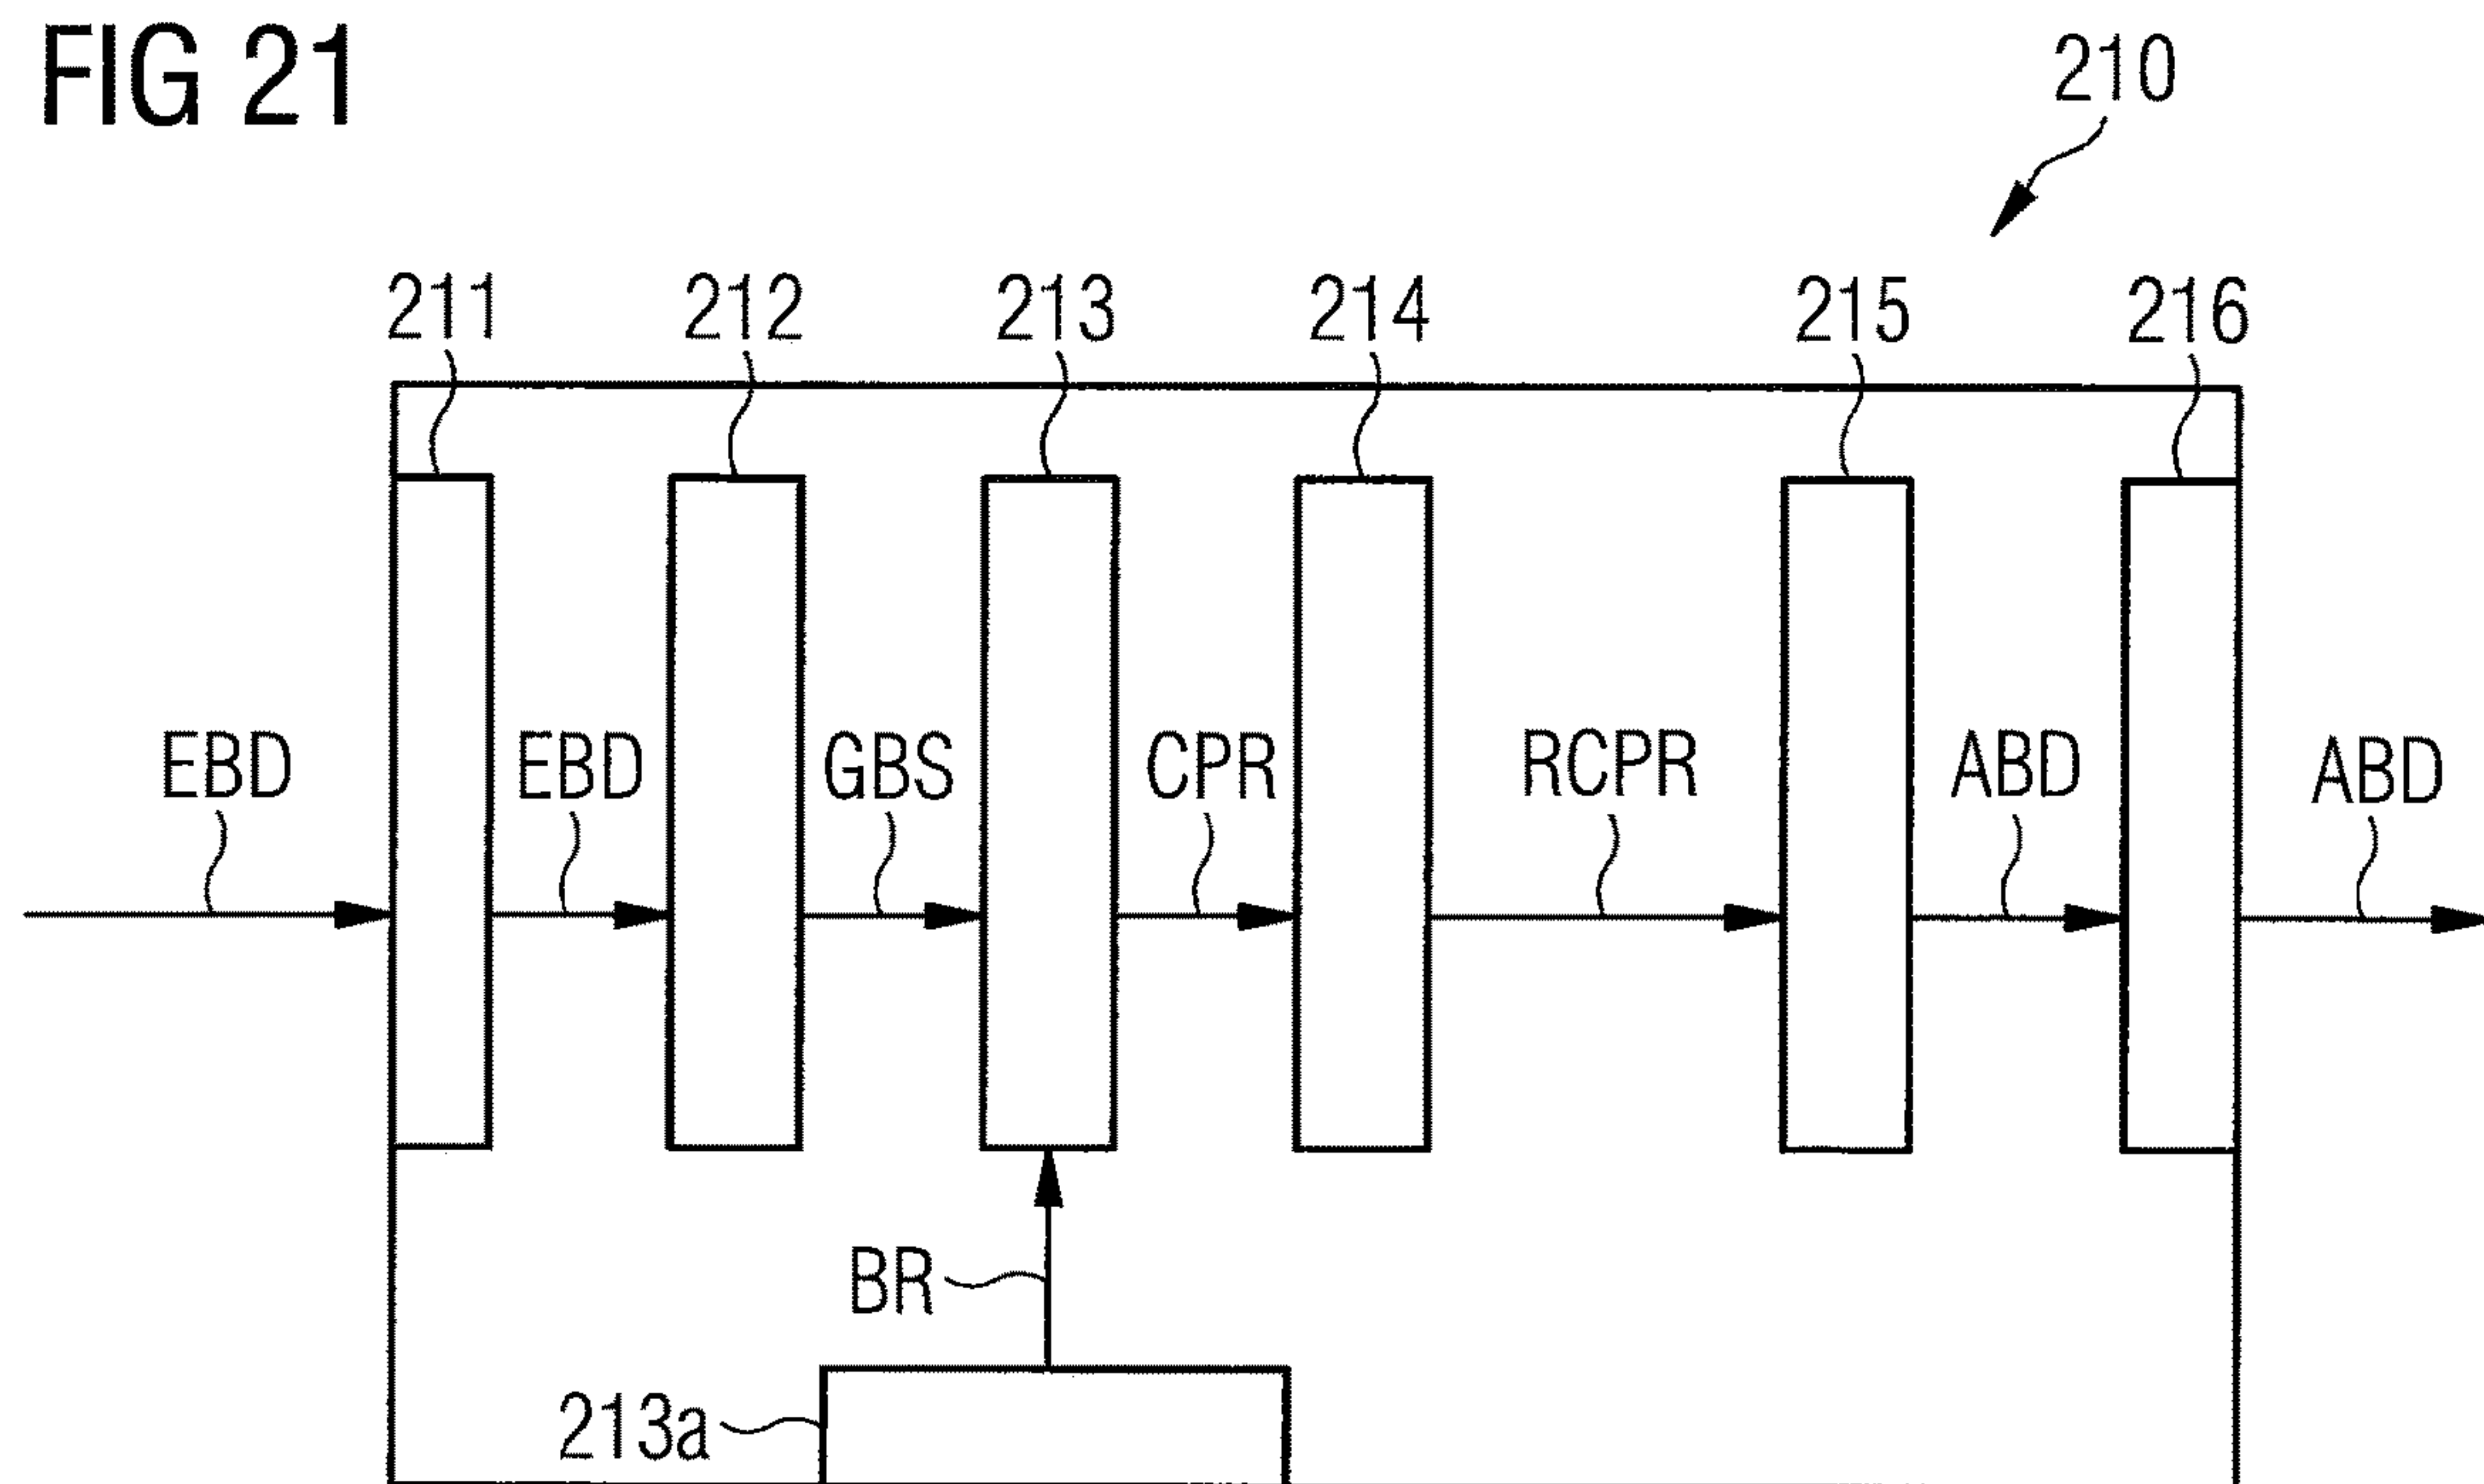 FIG 21
210
211 212 213 214 215 216
EBD EBD GBS CPR RCPR ABD ABD
BR
213a